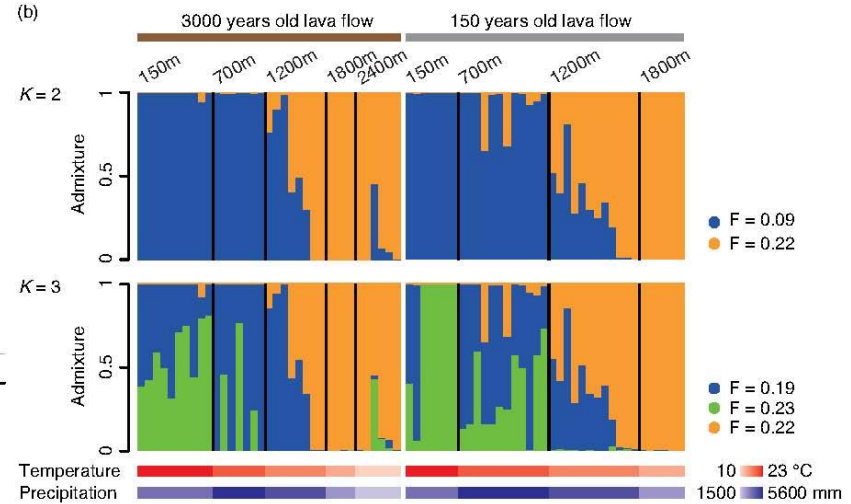 (b)
3000 years old lava flow
150 years old lava flow
150m
700m
1200m
1800m
2400m
150m
700m
1200m
1800m
K = 2
Admixture
1
0.5
0
F = 0.09
F = 0.22
K = 3
Admixture
1
0.5
0
F = 0.19
F = 0.23
F = 0.22
Temperature
10 23 °C
Precipitation
1500 5600 mm